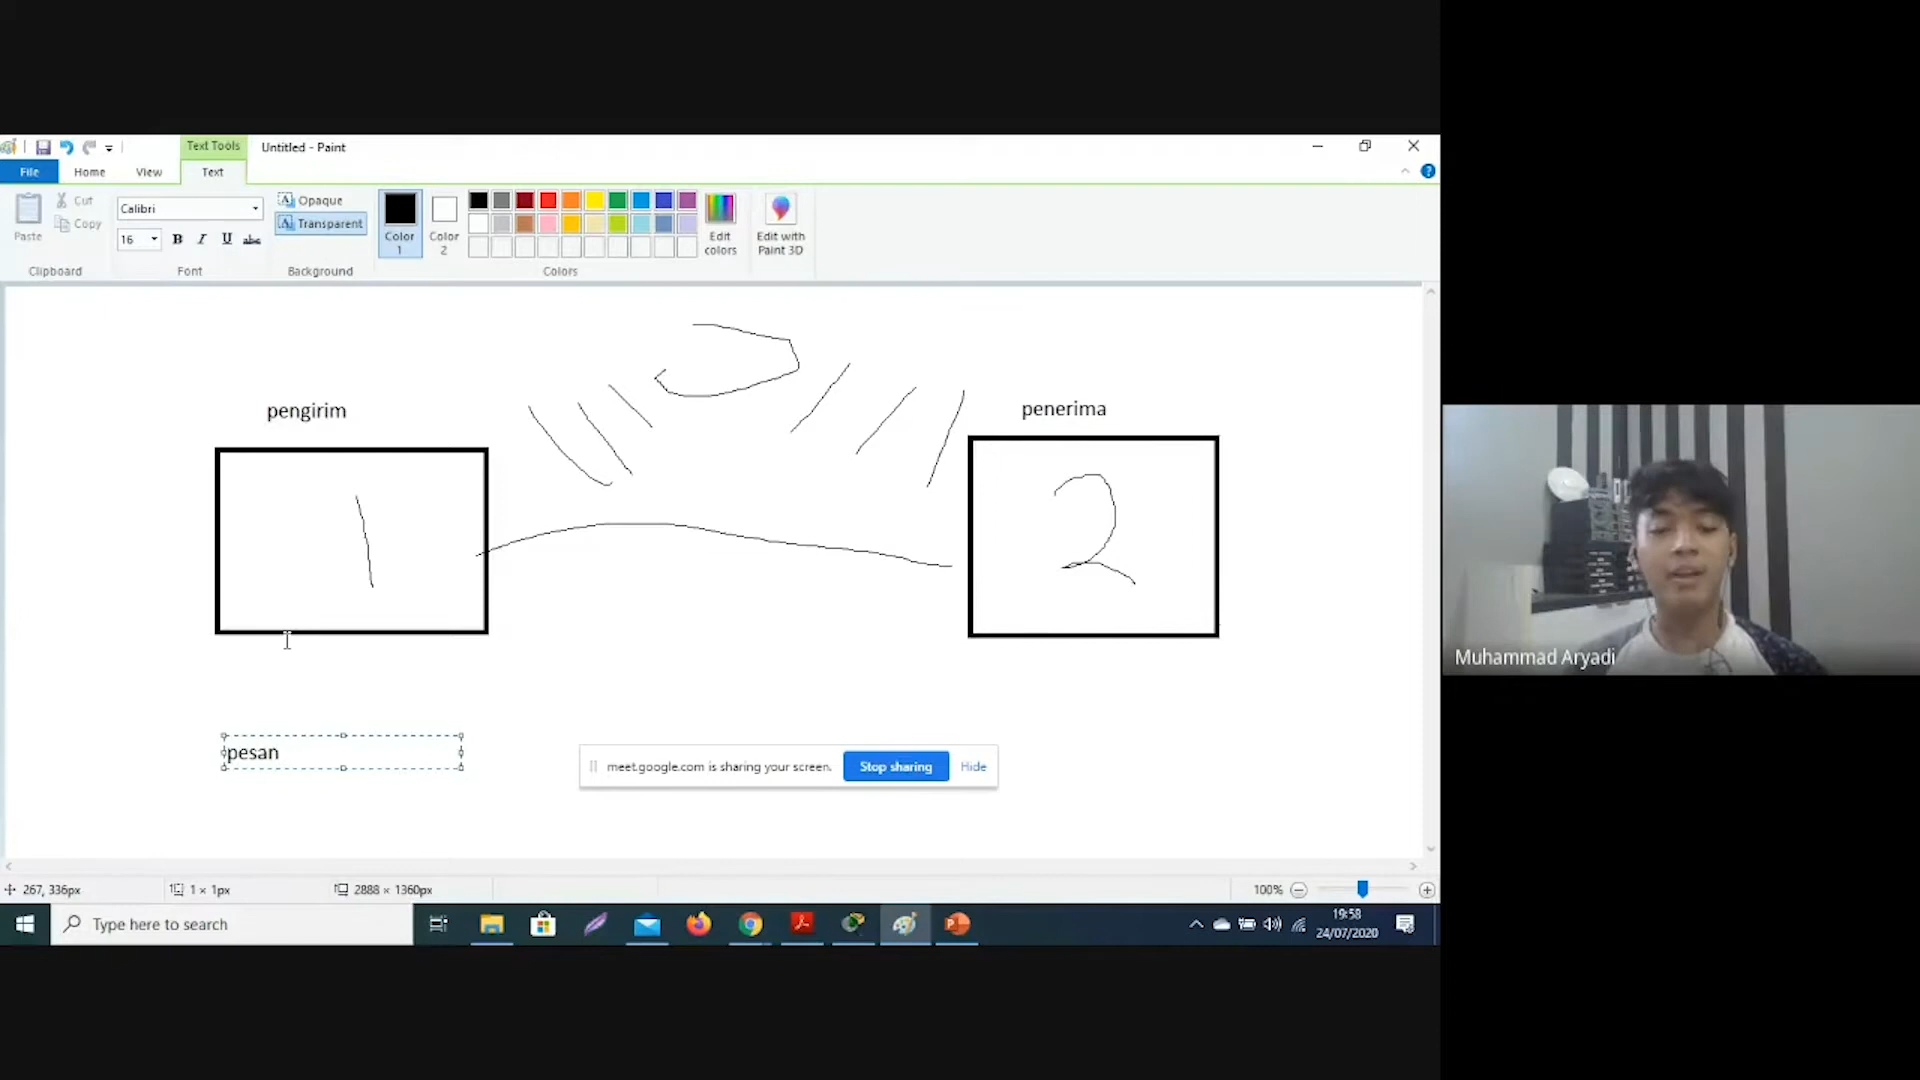 Text Tools
Untitled - Paint
File
Home
View
Text
Paste
Cut
Copy
Clipboard
Calibri
16
B I U abc
Font
Opaque
Transparent
Background
Color 1
Color 2
Edit colors
Edit with Paint 3D
Colors
pengirim
penerima
1
2
pesan
meet.google.com is sharing your screen.
Stop sharing
Hide
Muhammad Aryadi
267, 336px
1 × 1px
2888 × 1360px
100%
Type here to search
19:58
24/07/2020